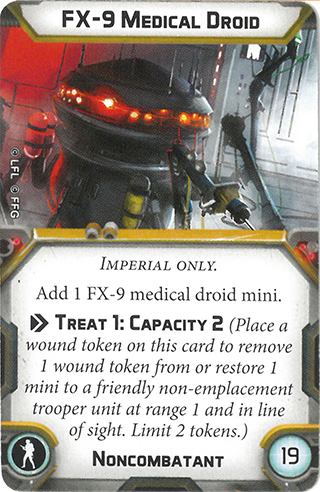 FX-9 Medical Droid
© LFL © FFG
Imperial only.
Add 1 FX-9 medical droid mini.
Treat 1: Capacity 2 (Place a
wound token on this card to remove
1 wound token from or restore 1
mini to a friendly non-emplacement
trooper unit at range 1 and in line
of sight. Limit 2 tokens.)
Noncombatant
19